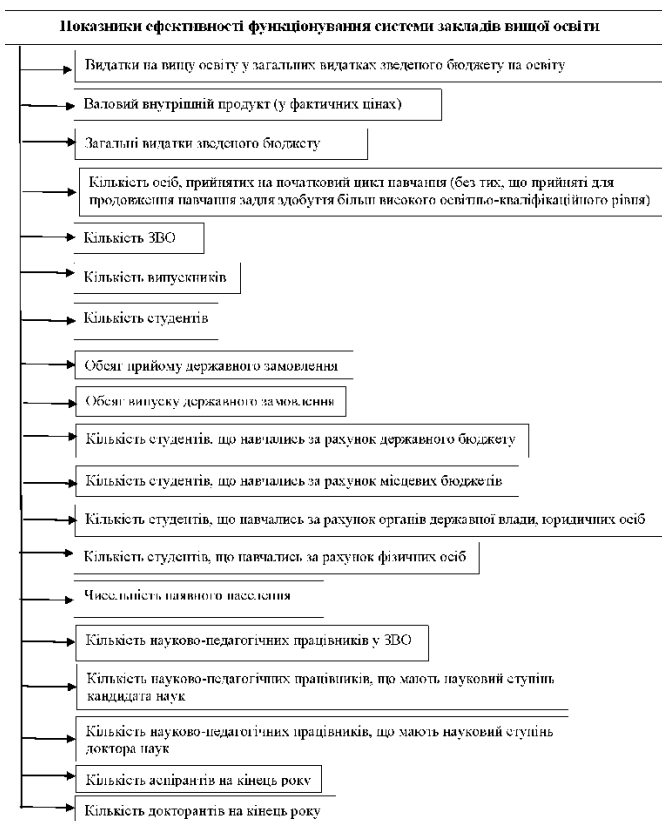 Показники ефективності функціонування системи закладів вищої освіти
Видатки на вищу освіту у загальних видатках зведеного бюджету на освіту
Валовий внутрішній продукт (у фактичних цінах)
Загальні видатки зведеного бюджету
Кількість осіб, прийнятих на початковий цикл навчання (без тих, що прийняті для
продовження навчання задля здобуття більш високого освітньо-кваліфікаційного рівня)
Кількість ЗВО
Кількість випускників
Кількість студентів
Обсяг прийому державного замовлення
Обсяг випуску державного замовлення
Кількість студентів, що навчались за рахунок державного бюджету
Кількість студентів, що навчались за рахунок місцевих бюджетів
Кількість студентів, що навчались за рахунок органів державної влади, юридичних осіб
Кількість студентів, що навчались за рахунок фізичних осіб
Чисельність наявного населення
Кількість науково-педагогічних працівників у ЗВО
Кількість науково-педагогічних працівників, що мають науковий ступінь
кандидата наук
Кількість науково-педагогічних працівників, що мають науковий ступінь
доктора наук
Кількість аспірантів на кінець року
Кількість докторантів на кінець року